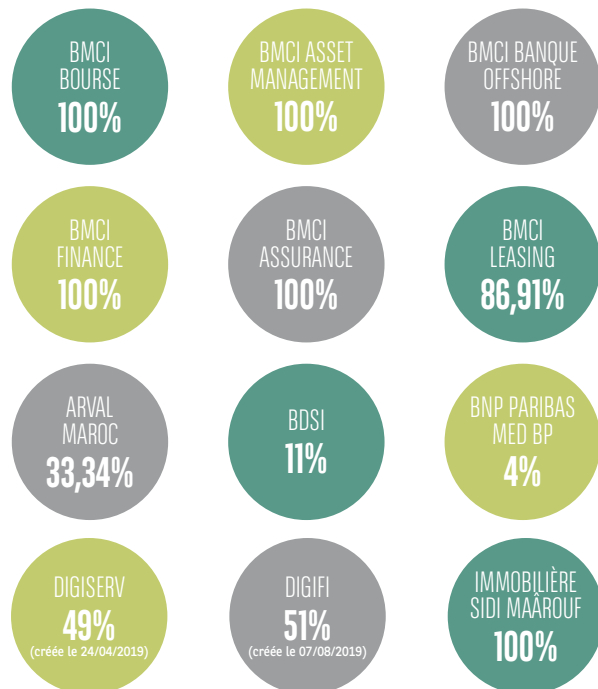 BMCI
BOURSE
100%
BMCI ASSET
MANAGEMENT
100%
BMCI BANQUE
OFFSHORE
100%
BMCI
FINANCE
100%
BMCI
ASSURANCE
100%
BMCI
LEASING
86,91%
ARVAL
MAROC
33,34%
BDSI
11%
BNP PARIBAS
MED BP
4%
DIGISERV
49%
(créée le 24/04/2019)
DIGIFI
51%
(créée le 07/08/2019)
IMMOBILIÈRE
SIDI MAÂROUF
100%